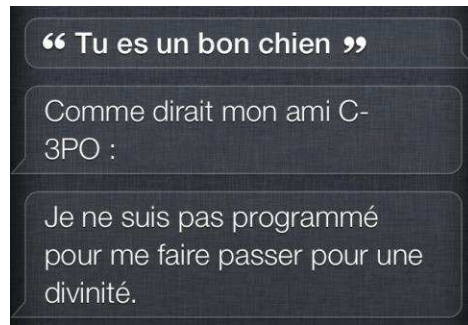 “ Tu es un bon chien ”
Comme dirait mon ami C-
3PO :
Je ne suis pas programmé
pour me faire passer pour une
divinité.